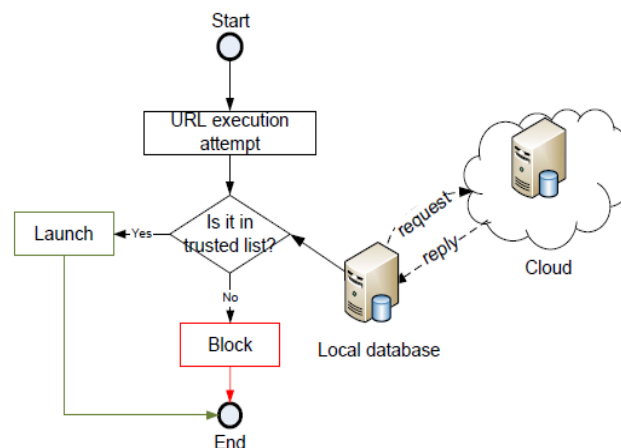 Start
URL execution
attempt
Is it in
trusted list?
Yes
Launch
No
Block
End
request
reply
Cloud
Local database